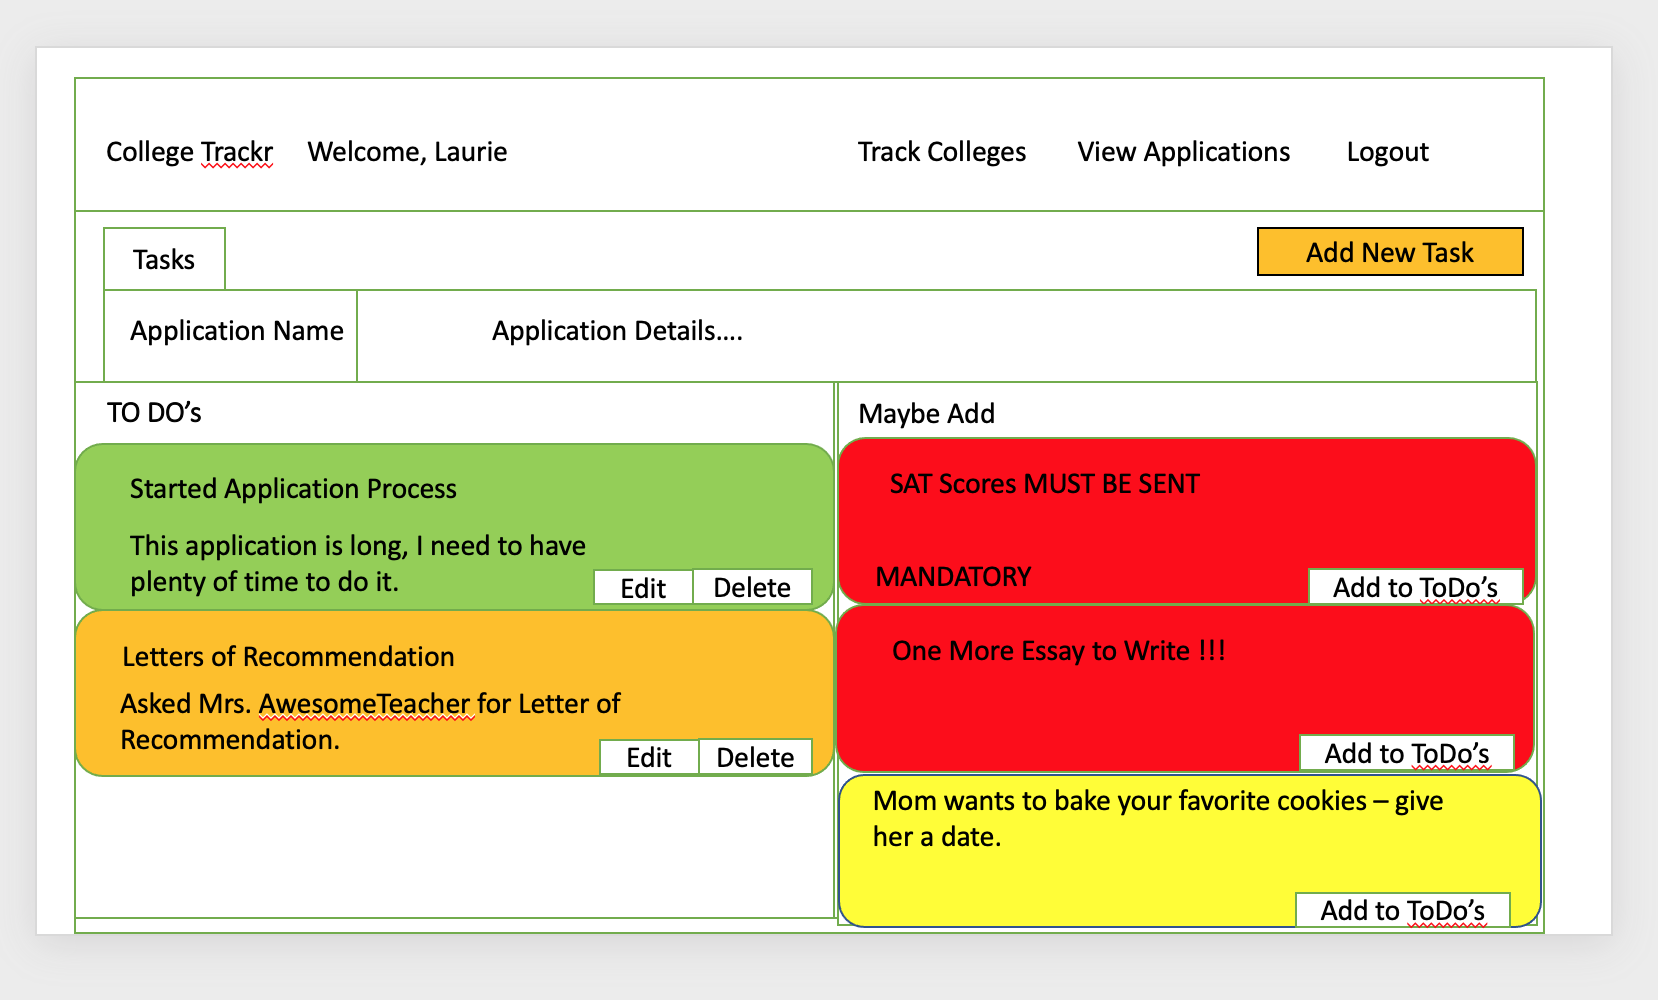 College Trackr Welcome, Laurie Track Colleges View Applications Logout
Tasks
Add New Task
Application Name
Application Details....
TO DO’s
Started Application Process
This application is long, I need to have
plenty of time to do it.
Edit
Delete
Letters of Recommendation
Asked Mrs. AwesomeTeacher for Letter of
Recommendation.
Edit
Delete
Maybe Add
SAT Scores MUST BE SENT
MANDATORY
Add to ToDo’s
One More Essay to Write !!!
Add to ToDo’s
Mom wants to bake your favorite cookies – give
her a date.
Add to ToDo’s